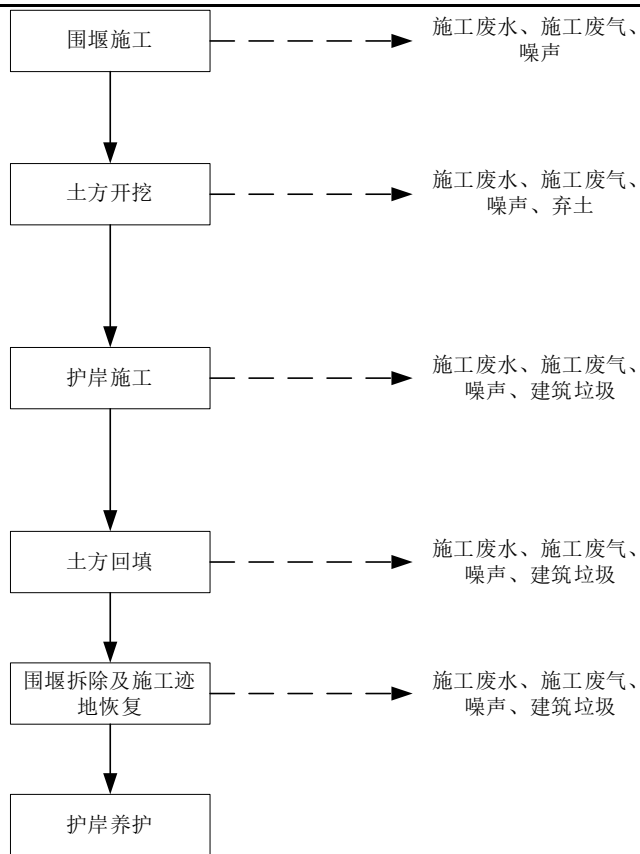 围堰施工
施工废水、施工废气、
噪声
土方开挖
施工废水、施工废气、
噪声、弃土
护岸施工
施工废水、施工废气、
噪声、建筑垃圾
土方回填
施工废水、施工废气、
噪声、建筑垃圾
围堰拆除及施工迹
地恢复
施工废水、施工废气、
噪声、建筑垃圾
护岸养护